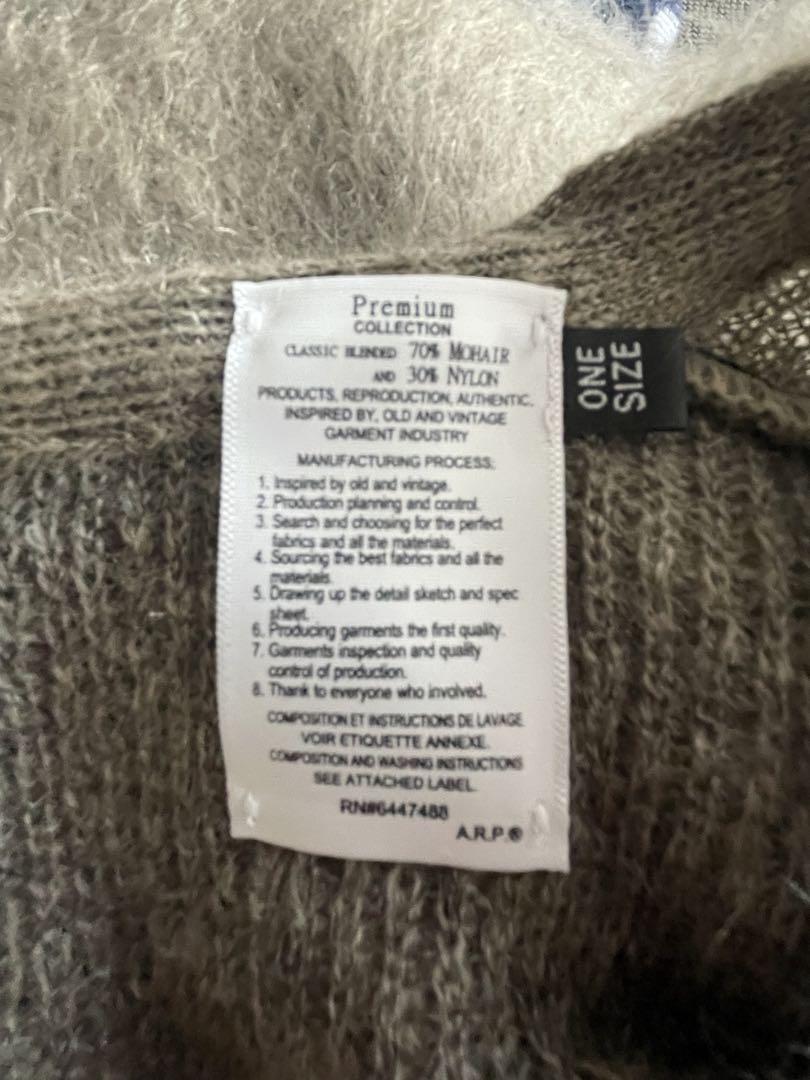 Premium
COLLECTION
CLASSIC BLENDED 70% MOHAIR
AND 30% NYLON
PRODUCTS, REPRODUCTION, AUTHENTIC,
INSPIRED BY, OLD AND VINTAGE
GARMENT INDUSTRY
MANUFACTURING PROCESS:
1. Inspired by old and vintage.
2. Production planning and control.
3. Search and choosing for the perfect
fabrics and all the materials.
4. Sourcing the best fabrics and all the
materials.
5. Drawing up the detail sketch and spec
sheet.
6. Producing garments the first quality.
7. Garments inspection and quality
control of production.
8. Thank to everyone who involved.
COMPOSITION ET INSTRUCTIONS DE LAVAGE
VOIR ETIQUETTE ANNEXE.
COMPOSITION AND WASHING INSTRUCTIONS
SEE ATTACHED LABEL.
RN#6447488
A.R.P.®
ONE
SIZE